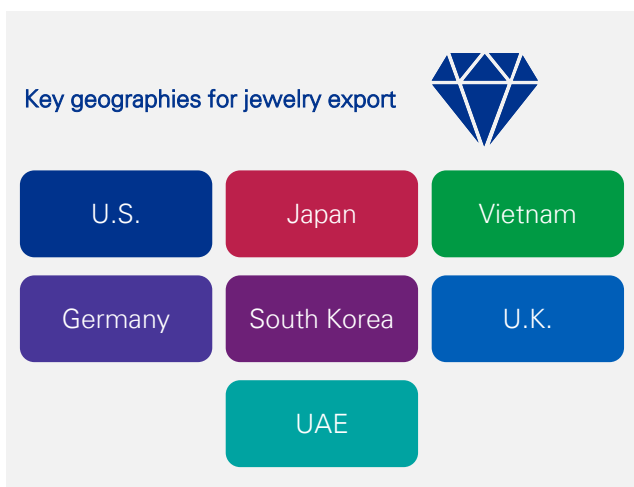 Key geographies for jewelry export
U.S.
Japan
Vietnam
Germany
South Korea
U.K.
UAE